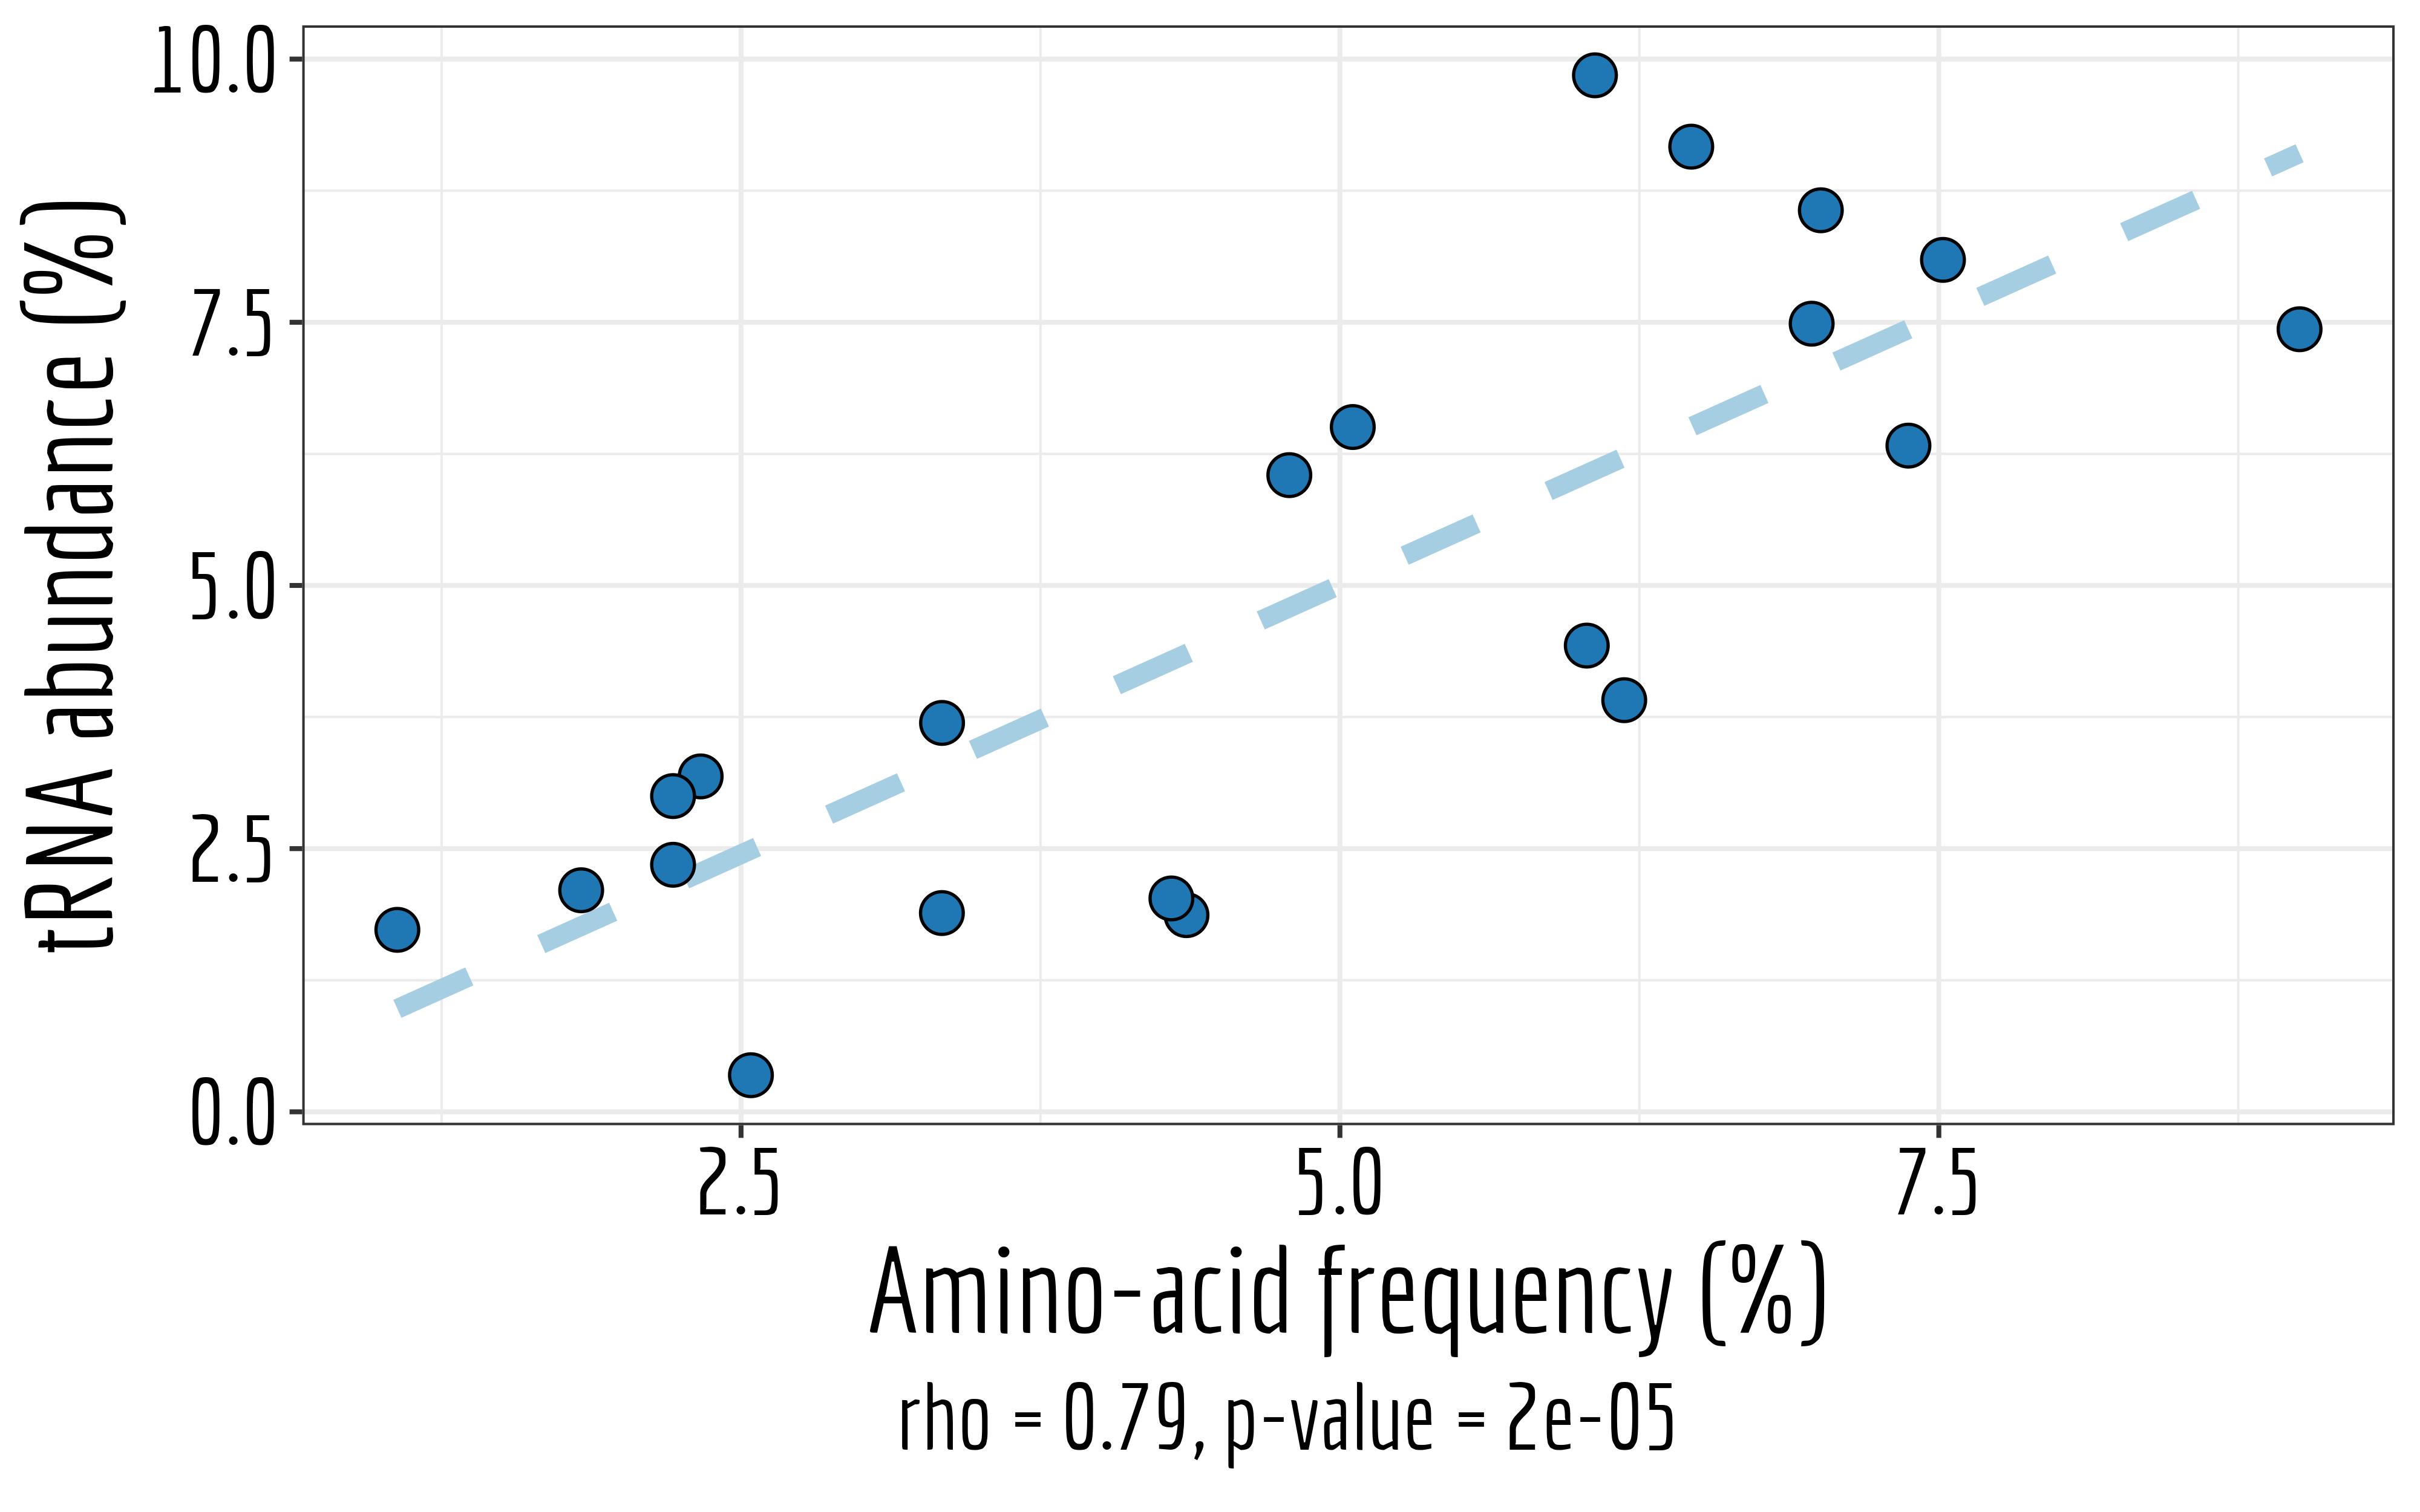 tRNA abundance (%)
10.0
7.5
5.0
2.5
0.0
2.5 5.0 7.5
Amino-acid frequency (%)
rho = 0.79, p-value = 2e-05